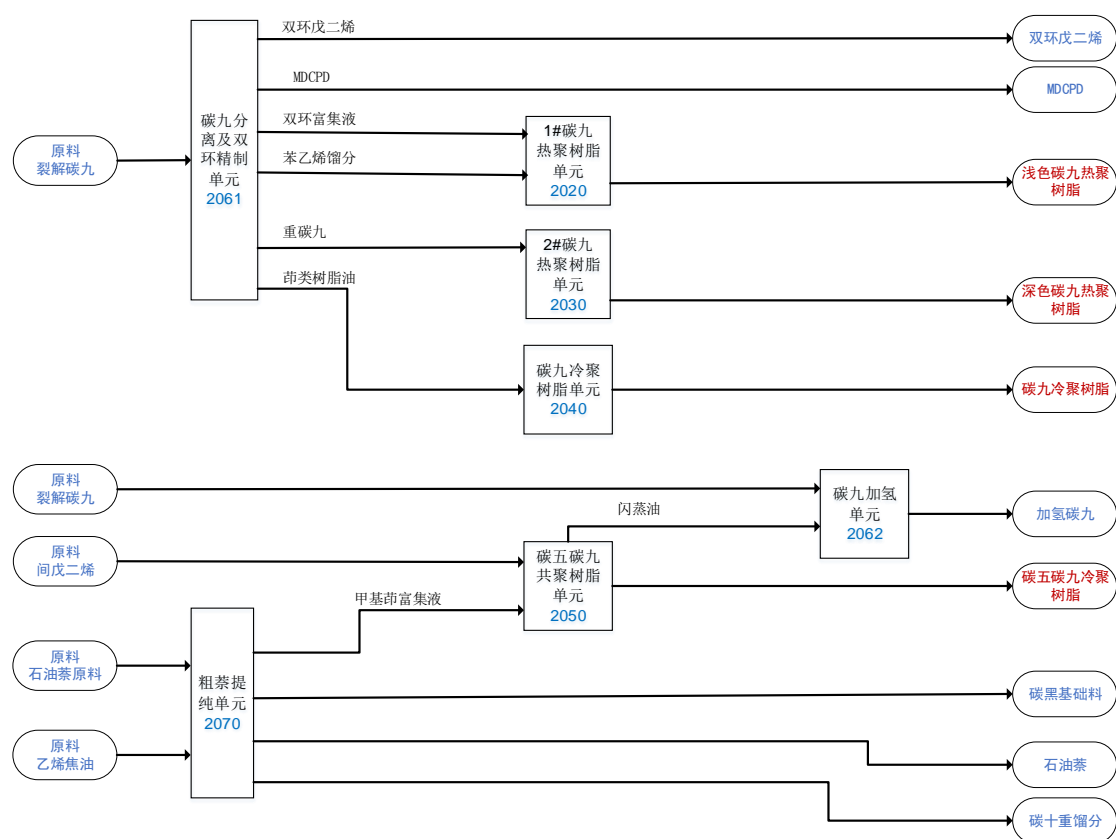 双环戊二烯
双环戊二烯
MDCPD
MDCPD
原料
裂解碳九
碳九分
离及双
环精制
单元
2061
双环富集液
苯乙烯馏分
1#碳九
热聚树脂
单元
2020
浅色碳九热聚
树脂
重碳九
2#碳九
热聚树脂
单元
2030
深色碳九热聚
树脂
茚类树脂油
碳九冷聚
树脂单元
2040
碳九冷聚树脂
原料
裂解碳九
碳九加氢
单元
2062
加氢碳九
闪蒸油
原料
间戊二烯
碳五碳九
共聚树脂
单元
2050
碳五碳九冷聚
树脂
甲基茚富集液
原料
石油萘原料
粗萘提
纯单元
2070
碳黑基础料
原料
乙烯焦油
石油萘
碳十重馏分